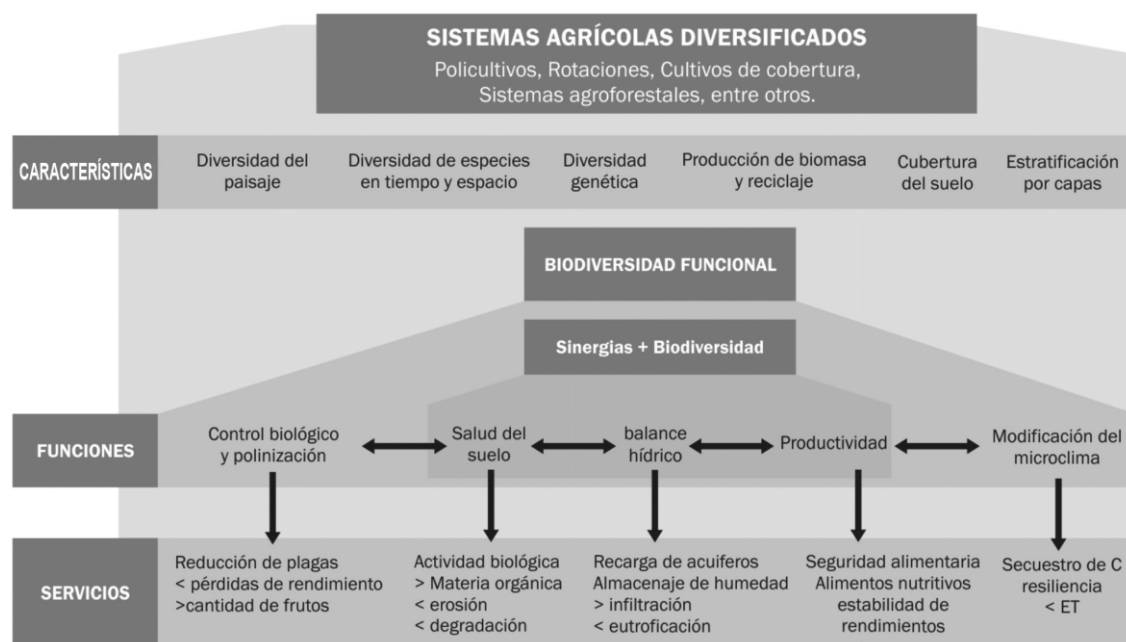 SISTEMAS AGRÍCOLAS DIVERSIFICADOS
Policultivos, Rotaciones, Cultivos de cobertura,
Sistemas agroforestales, entre otros.
CARACTERÍSTICAS
Diversidad del
paisaje
Diversidad de especies
en tiempo y espacio
Diversidad
genética
Producción de biomasa
y reciclaje
Cubertura
del suelo
Estratificación
por capas
BIODIVERSIDAD FUNCIONAL
Sinergias + Biodiversidad
FUNCIONES
Control biológico
y polinización
Salud del
suelo
balance
hídrico
Productividad
Modificación del
microclima
SERVICIOS
Reducción de plagas
< pérdidas de rendimiento
>cantidad de frutos
Actividad biológica
> Materia orgánica
< erosión
< degradación
Recarga de acuiferos
Almacenaje de humedad
> infiltración
< eutroficación
Seguridad alimentaria
Alimentos nutritivos
estabilidad de
rendimientos
Secuestro de C
resiliencia
< ET